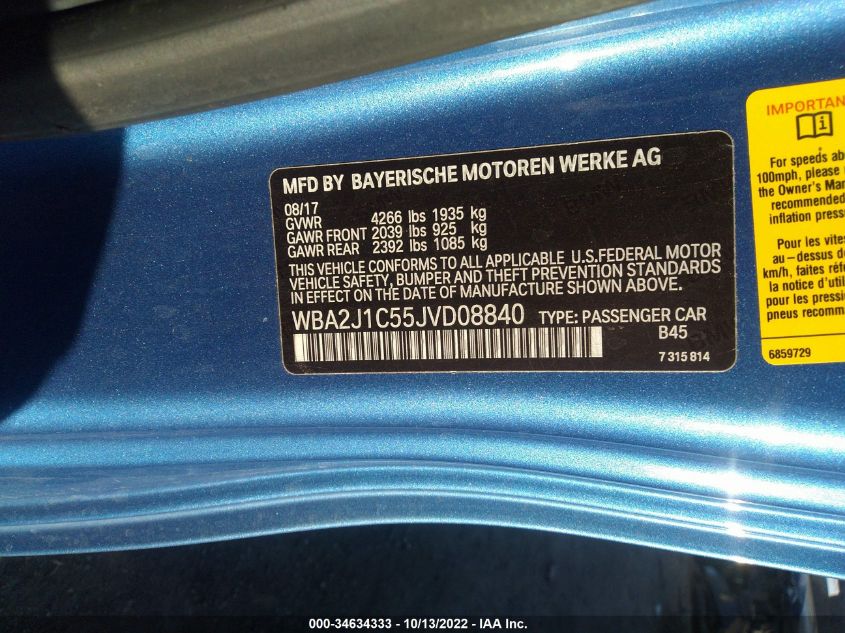 MFD BY BAYERISCHE MOTOREN WERKE AG
08/17
GVWR 4266 lbs 1935 kg
GAWR FRONT 2039 lbs 925 kg
GAWR REAR 2392 lbs 1085 kg
THIS VEHICLE CONFORMS TO ALL APPLICABLE U.S.FEDERAL MOTOR
VEHICLE SAFETY, BUMPER AND THEFT PREVENTION STANDARDS
IN EFFECT ON THE DATE OF MANUFACTURE SHOWN ABOVE.
WBA2J1C55JVD08840 TYPE: PASSENGER CAR
B45
7 315 814
IMPORTAN
For speeds ab
100mph, please
the Owner's Man
recommended
inflation press
Pour les vites
au-dessus de
km/h, faites réfé
la notice d'util
pour les pressi
pneus recomm
6859729
000-34634333 - 10/13/2022 - IAA Inc.